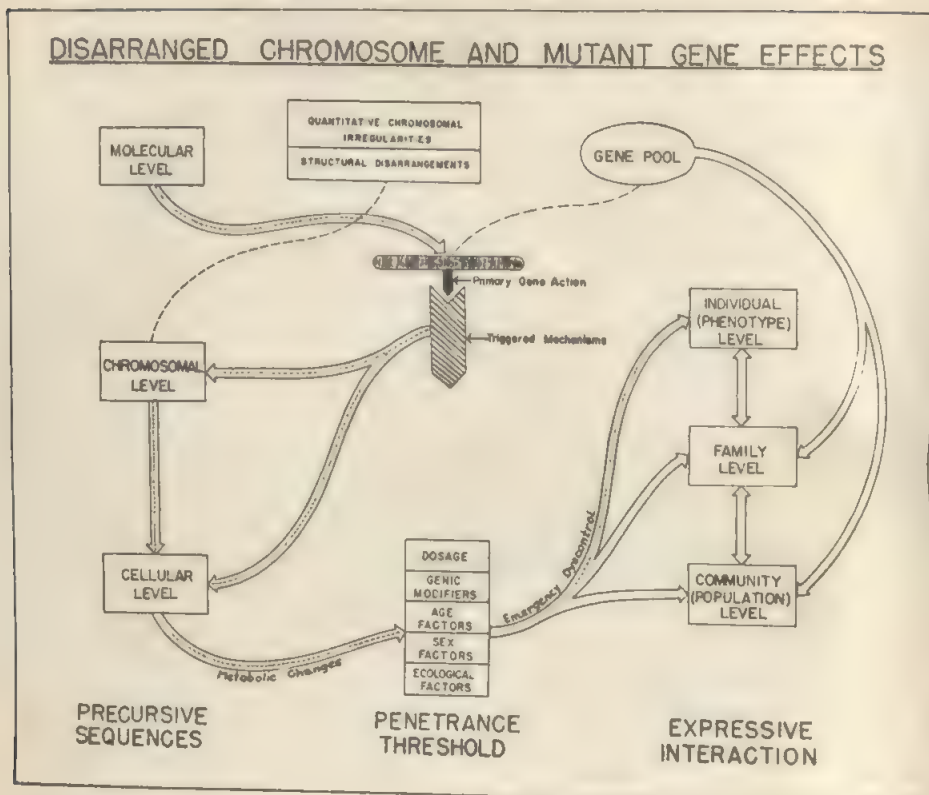 DISARRANGED CHROMOSOME AND MUTANT GENE EFFECTS
QUANTITATIVE CHROMOSOMAL
IRREGULARITIES
STRUCTURAL DISARRANGEMENTS
MOLECULAR
LEVEL
GENE POOL
Primary Gene Action
Triggered Mechanisms
INDIVIDUAL
(PHENOTYPE)
LEVEL
CHROMOSOMAL
LEVEL
FAMILY
LEVEL
CELLULAR
LEVEL
DOSAGE
GENIC
MODIFIERS
AGE
FACTORS
SEX
FACTORS
ECOLOGICAL
FACTORS
Emergency Dyscontrol
COMMUNITY
(POPULATION)
LEVEL
Metabolic Changes
PRECURSIVE
SEQUENCES
PENETRANCE
THRESHOLD
EXPRESSIVE
INTERACTION